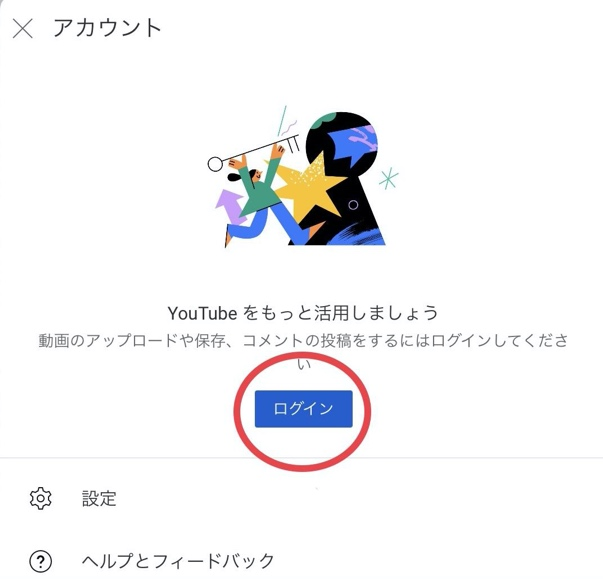 アカウント
YouTube をもっと活用しましょう
動画のアップロードや保存、コメントの投稿をするにはログインしてくださ
い
ログイン
設定
ヘルプとフィードバック